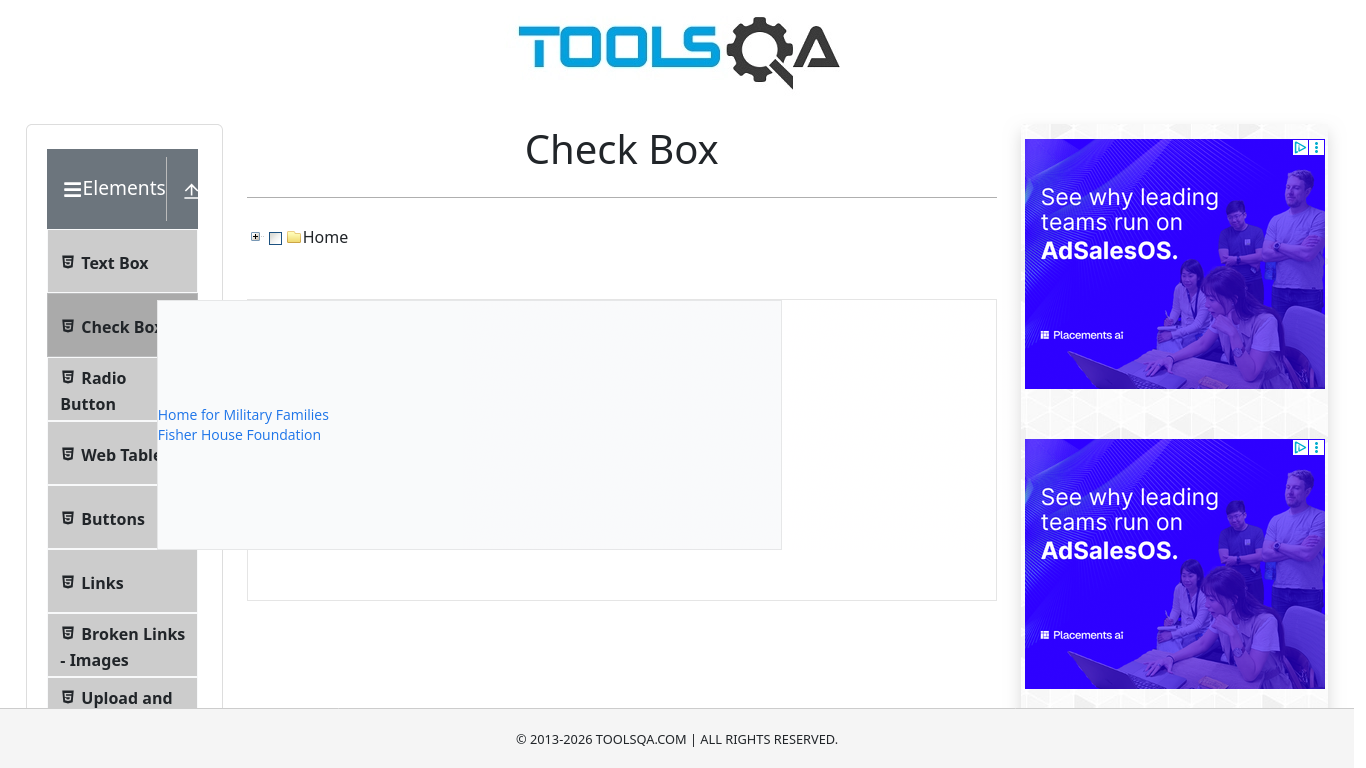 TOOLSQA
Elements
Text Box
Check Box
Radio
Button
Web Table
Buttons
Links
Broken Links
- Images
Upload and
Check Box
Home
Home for Military Families
Fisher House Foundation
See why leading
teams run on
AdSalesOS.
Placements ai
See why leading
teams run on
AdSalesOS.
Placements ai
© 2013-2026 TOOLSQA.COM | ALL RIGHTS RESERVED.